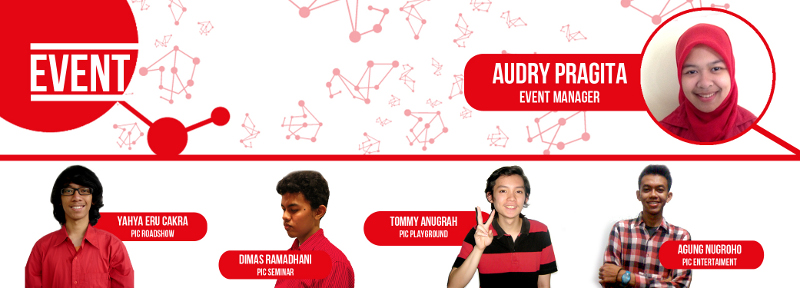 EVENT
AUDRY PRAGITA
EVENT MANAGER
YAHYA ERU CAKRA
PIC ROADSHOW
DIMAS RAMADHANI
PIC SEMINAR
TOMMY ANUGRAH
PIC PLAYGROUND
AGUNG NUGROHO
PIC ENTERTAIMENT